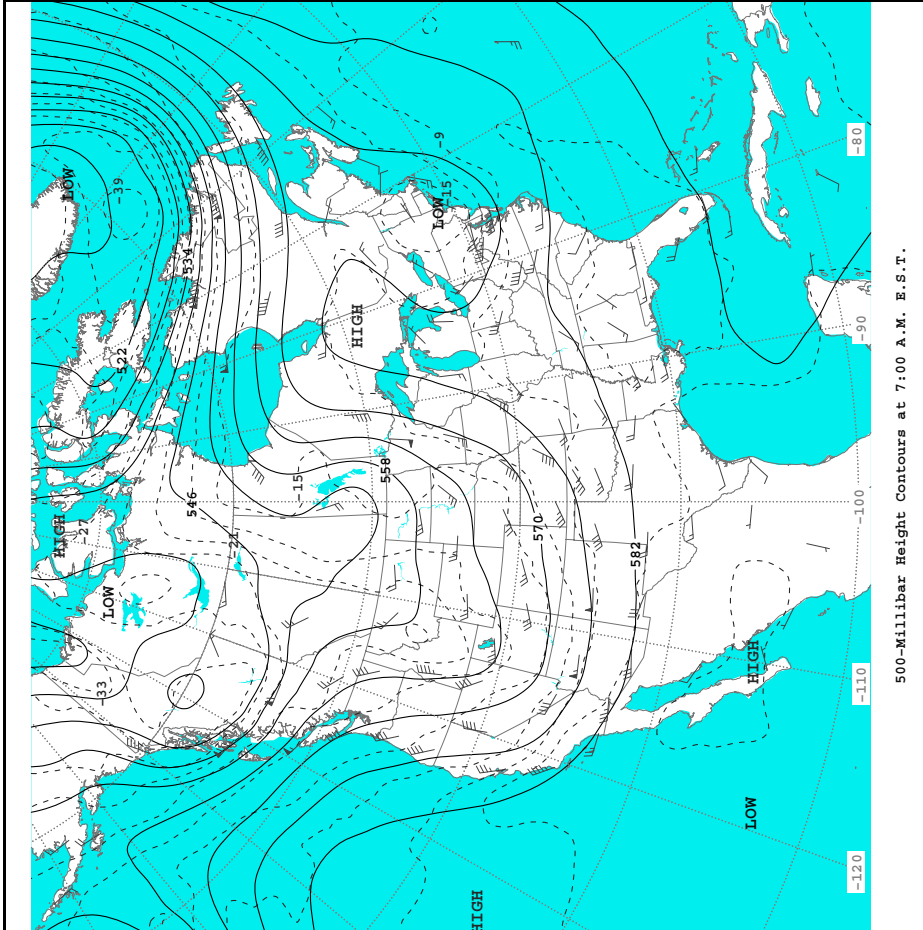 LOW
-39
-9
-15
LOW
-80
-534
522
HIGH
-90
-15
558
546
-100
HIGH
-27
-21
570
582
LOW
-33
HIGH
-110
LOW
-120
HIGH
500-Millibar Height Contours at 7:00 A.M. E.S.T.